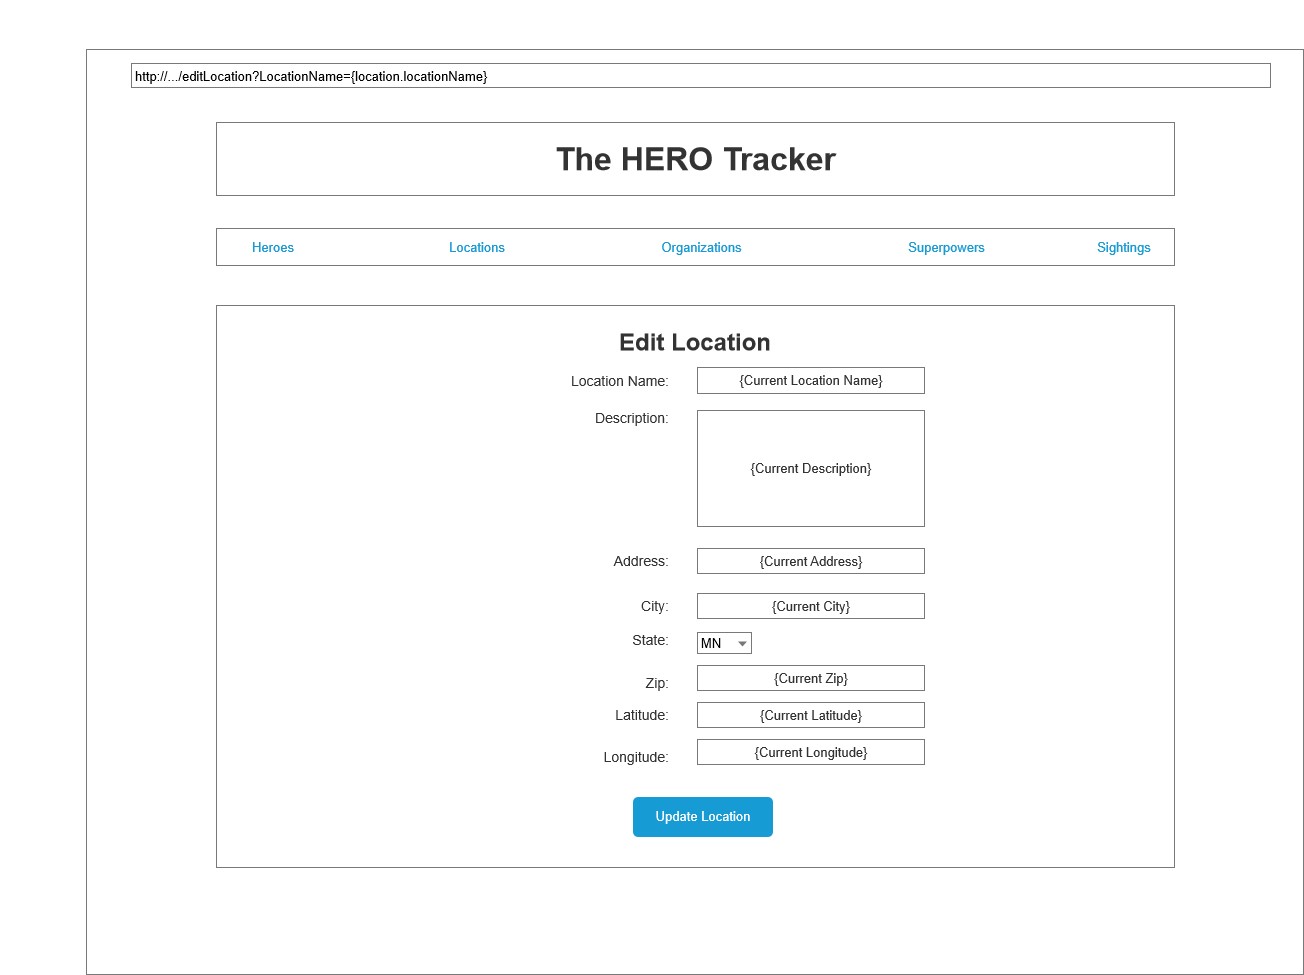 http://.../editLocation?LocationName={location.locationName}
The HERO Tracker
Heroes Locations Organizations Superpowers Sightings
Edit Location
Location Name: {Current Location Name}
Description: {Current Description}
Address: {Current Address}
City: {Current City}
State: MN
Zip: {Current Zip}
Latitude: {Current Latitude}
Longitude: {Current Longitude}
Update Location